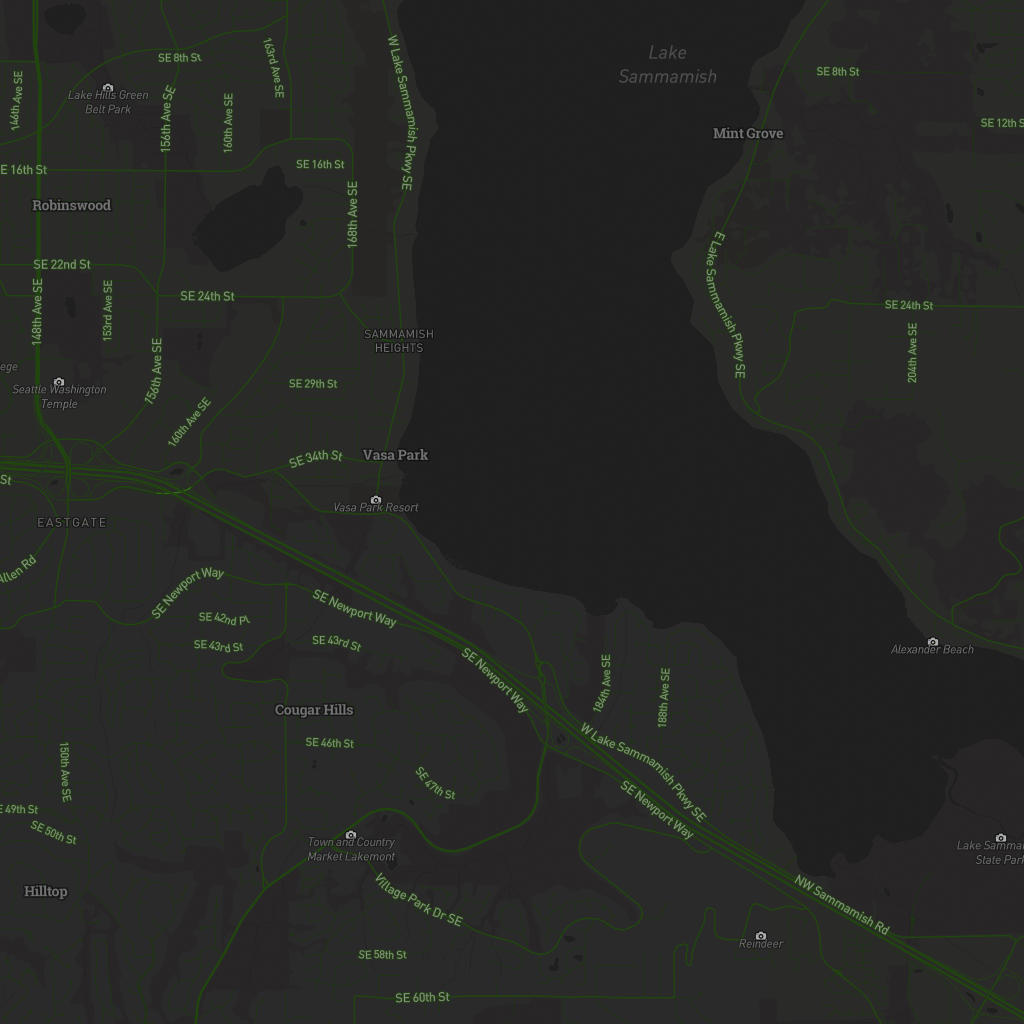 Lake
Sammamish
SE 8th St
163rd Ave SE
W Lake Sammamish Pkwy SE
SE 8th St
146th Ave SE
Lake Hills Green
Belt Park
156th Ave SE
160th Ave SE
SE 12th S
Mint Grove
E 16th St
SE 16th St
168th Ave SE
Robinswood
E Lake Sammamish Pkwy SE
SE 22nd St
148th Ave SE
153rd Ave SE
SE 24th St
SE 24th St
204th Ave SE
SAMMAMISH
HEIGHTS
156th Ave SE
ege
Seattle Washington
Temple
SE 29th St
160th Ave SE
SE 34th St
Vasa Park
St
Vasa Park Resort
EASTGATE
Allen Rd
SE Newport Way
SE Newport Way
SE 42nd Pl
SE 43rd St
SE 43rd St
Alexander Beach
SE Newport Way
184th Ave SE
188th Ave SE
Cougar Hills
SE 46th St
W Lake Sammamish Pkwy SE
150th Ave SE
SE 47th St
SE Newport Way
E 49th St
SE 50th St
Town and Country
Market Lakemont
Lake Sammam
State Park
Hilltop
Village Park Dr SE
NW Sammamish Rd
Reindeer
SE 58th St
SE 60th St